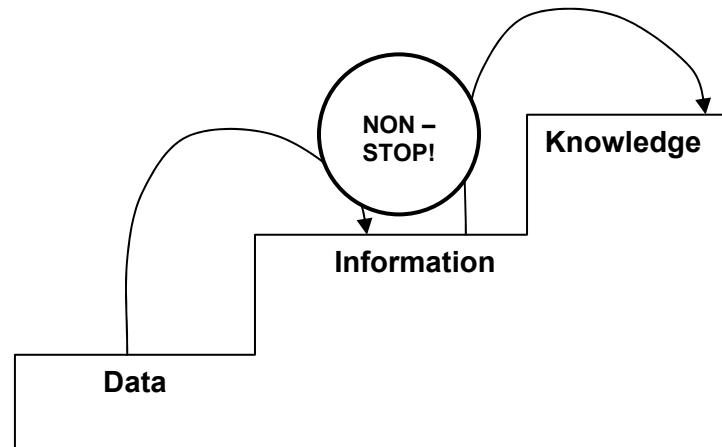 NON –
STOP!
Knowledge
Information
Data